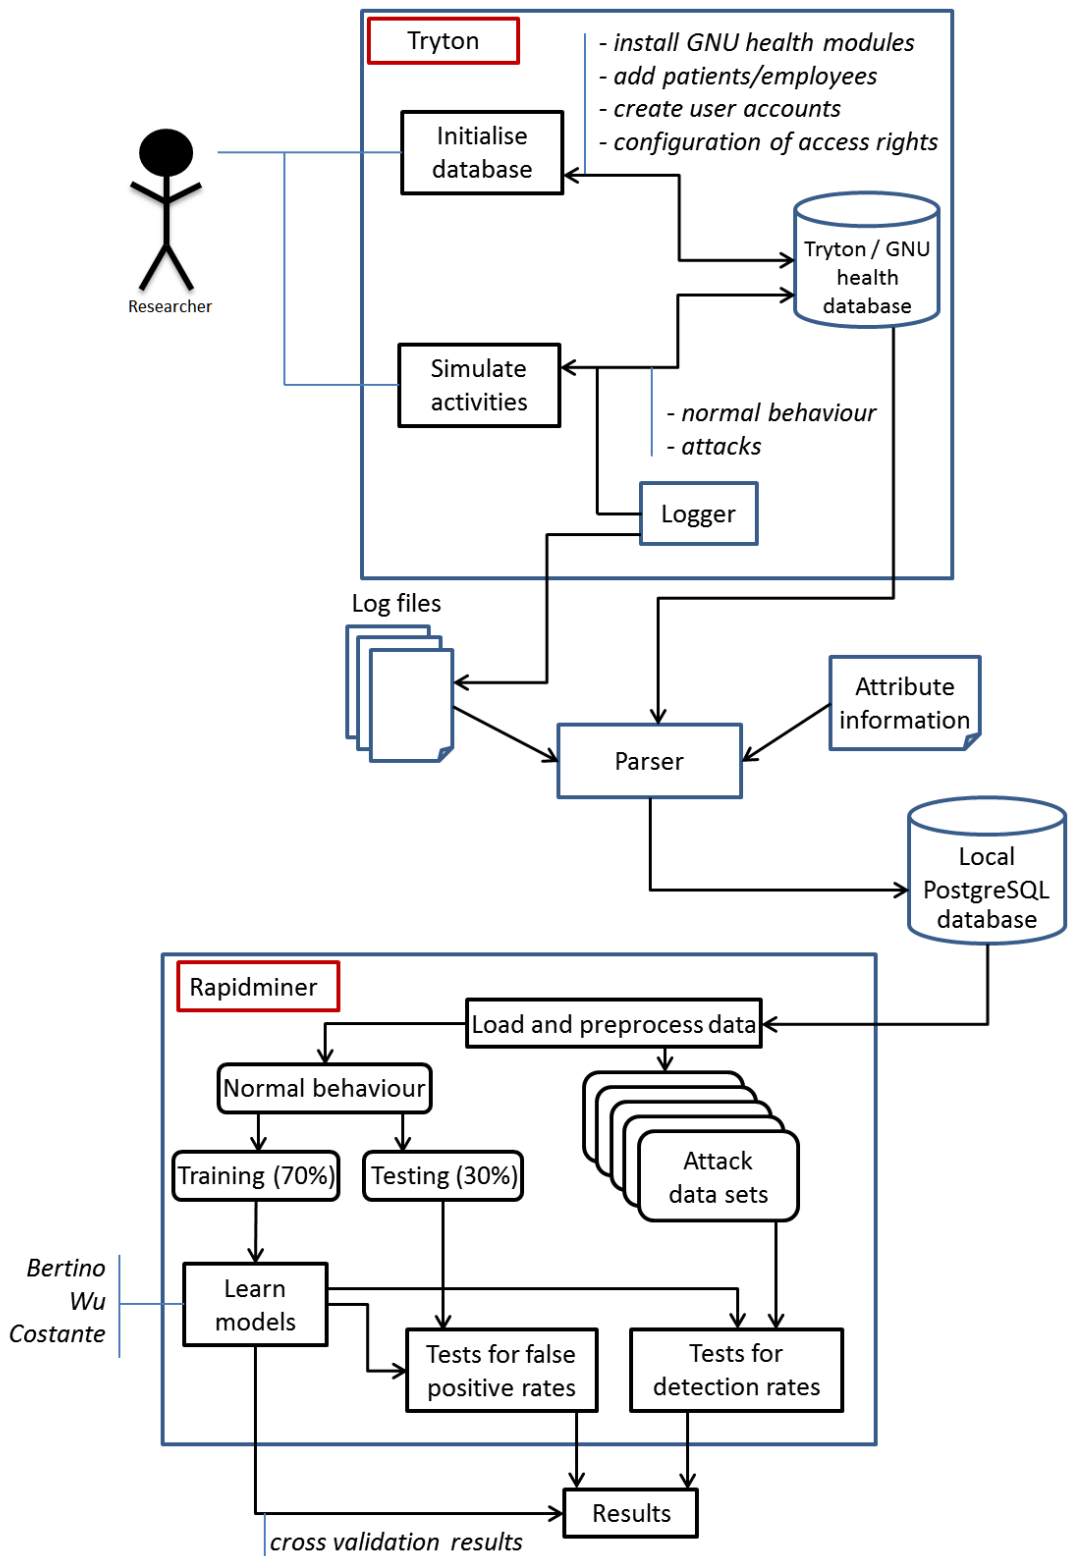 Tryton
- install GNU health modules
- add patients/employees
- create user accounts
- configuration of access rights
Initialise
database
Researcher
Tryton / GNU
health
database
Simulate
activities
- normal behaviour
- attacks
Logger
Log files
Attribute
information
Parser
Local
PostgreSQL
database
Rapidminer
Load and preprocess data
Normal behaviour
Training (70%)
Testing (30%)
Attack
data sets
Bertino
Wu
Costante
Learn
models
Tests for false
positive rates
Tests for
detection rates
Results
cross validation results